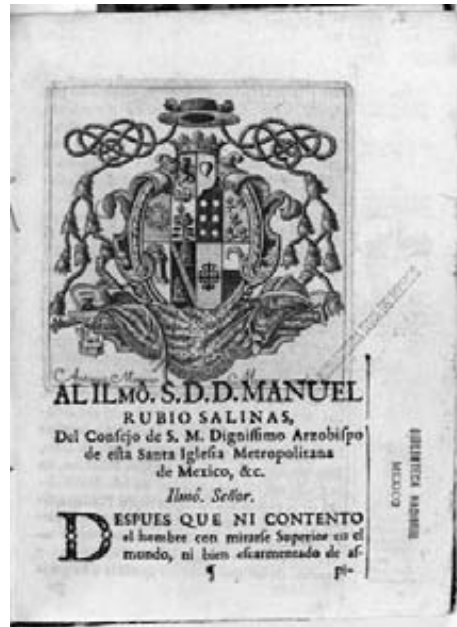 AL ILmô. S.D.D. MANUEL
RUBIO SALINAS,
Del Consejo de S. M. Dignissimo Arzobispo
de esta Santa Iglesia Metropolitana
de Mexico, &c.
Ilmô. Señor.
DESPUES QUE NI CONTENTO
el hombre con mirarse Superior en el
mundo, ni bien escarmentado de as-
¶ pi-
BIBLIOTECA NACIONAL
MEXICO